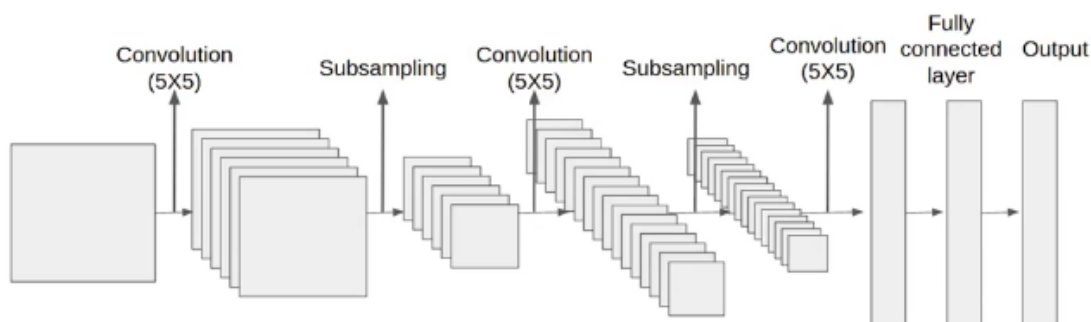 Convolution
(5X5)
Subsampling
Convolution
(5X5)
Subsampling
Convolution
(5X5)
Fully
connected
layer
Output